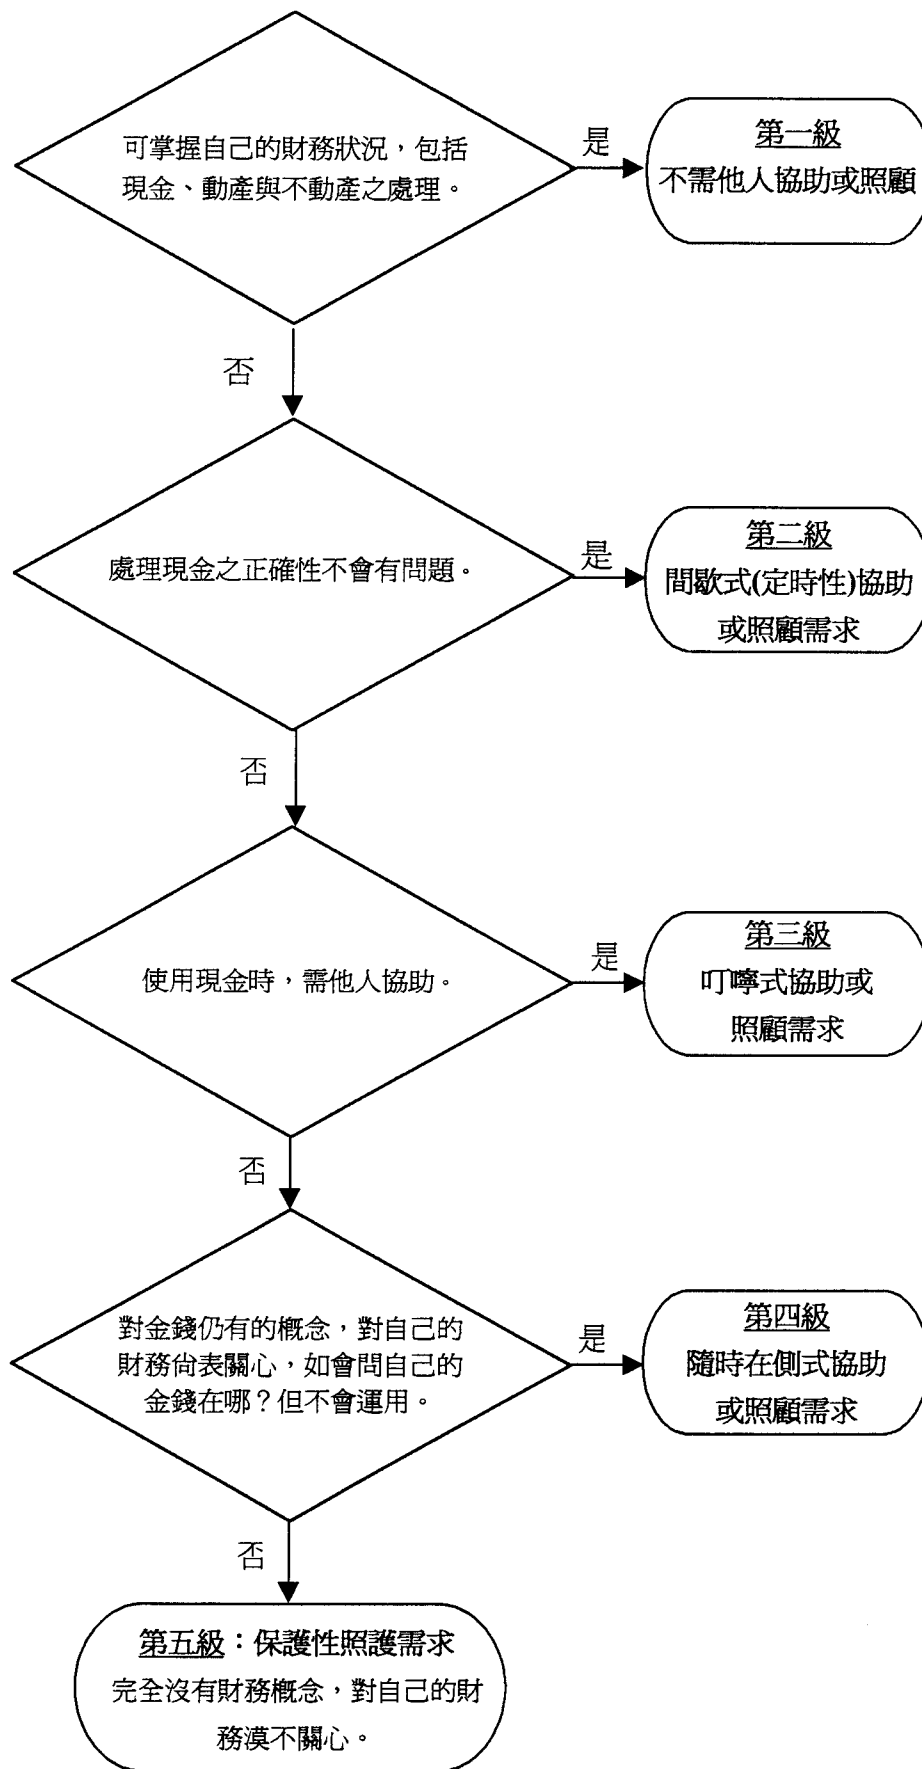 可掌握自己的財務狀況，包括
現金、動產與不動產之處理。
是
第一級
不需他人協助或照顧
否
處理現金之正確性不會有問題。
是
第二級
間歇式(定時性)協助
或照顧需求
否
使用現金時，需他人協助。
是
第三級
叮嚀式協助或
照顧需求
否
對金錢仍有的概念，對自己的
財務尚表關心，如會問自己的
金錢在哪？但不會運用。
是
第四級
隨時在側式協助
或照顧需求
否
第五級：保護性照護需求
完全沒有財務概念，對自己的財
務漠不關心。